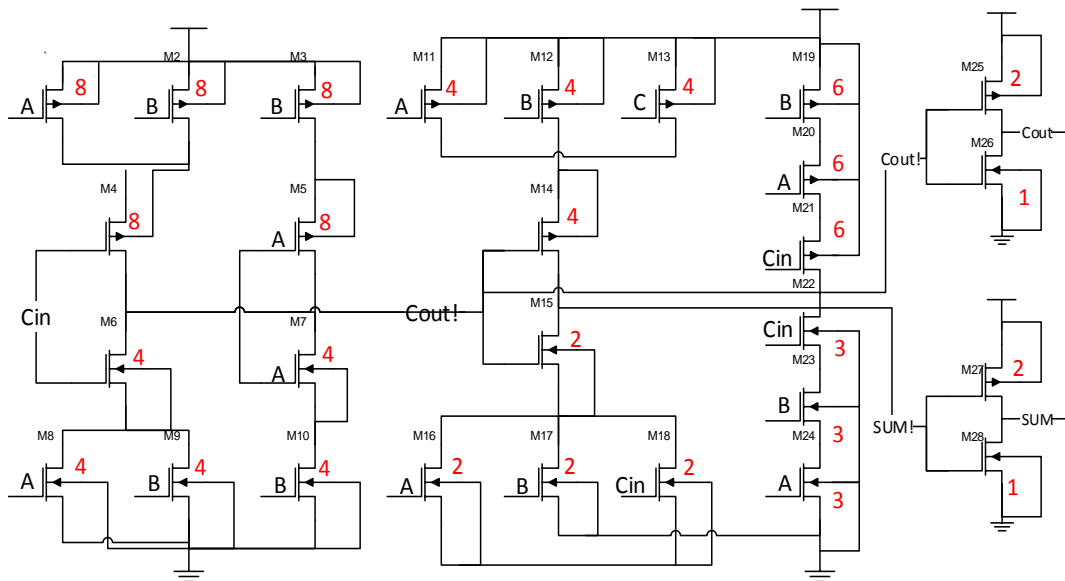 M2 M3 M11 M12 M13 M19
M25
8 8 8 4 4 4 6 2
A B B A B C B
M20 M26
Cout! Cout
M4 M5 M14 A 6
M21
8 8 4 1
A 6
Cin
M22
Cin M6 M7 Cout! M15
Cin
4 4 2 3
A M23 M27 2
B
M8 M9 M10 M16 M17 M18 M24 3 SUM! SUM
M28
4 4 4 2 2 2
A B B A B Cin A 3 1